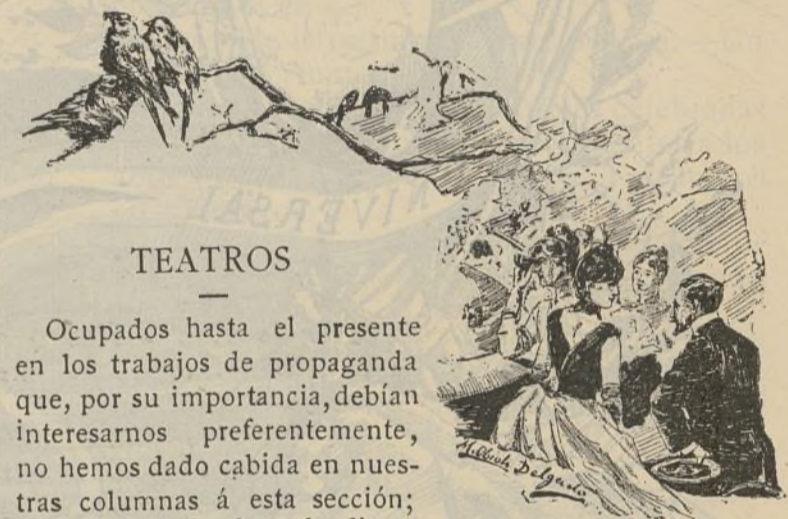 TEATROS
Ocupados hasta el presente
en los trabajos de propaganda
que, por su importancia, debían
interesarnos preferentemente,
no hemos dado cabida en nues-
tras columnas á esta sección;
Delgado